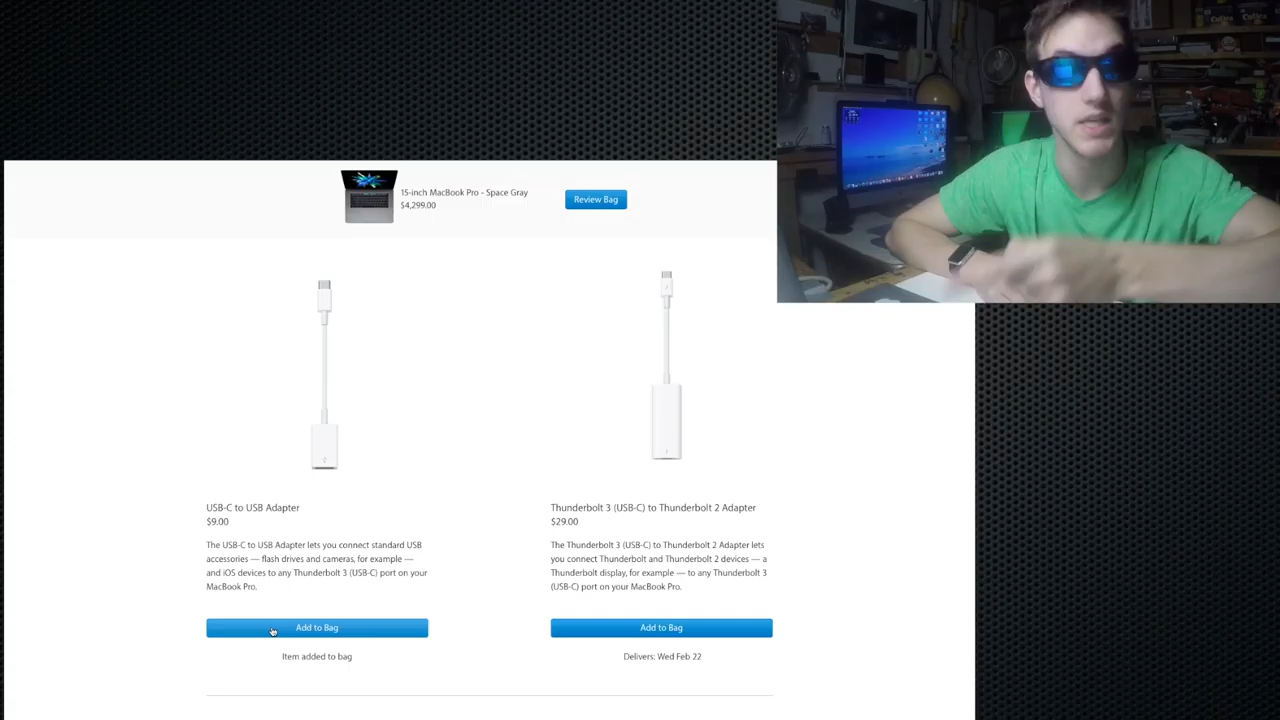 15-inch MacBook Pro - Space Gray
$4,299.00
Review Bag
USB-C to USB Adapter
$9.00
The USB-C to USB Adapter lets you connect standard USB
accessories — flash drives and cameras, for example —
and iOS devices to any Thunderbolt 3 (USB-C) port on your
MacBook Pro.
Add to Bag
Item added to bag
Thunderbolt 3 (USB-C) to Thunderbolt 2 Adapter
$29.00
The Thunderbolt 3 (USB-C) to Thunderbolt 2 Adapter lets
you connect Thunderbolt and Thunderbolt 2 devices — a
Thunderbolt display, for example — to any Thunderbolt 3
(USB-C) port on your MacBook Pro.
Add to Bag
Delivers: Wed Feb 22